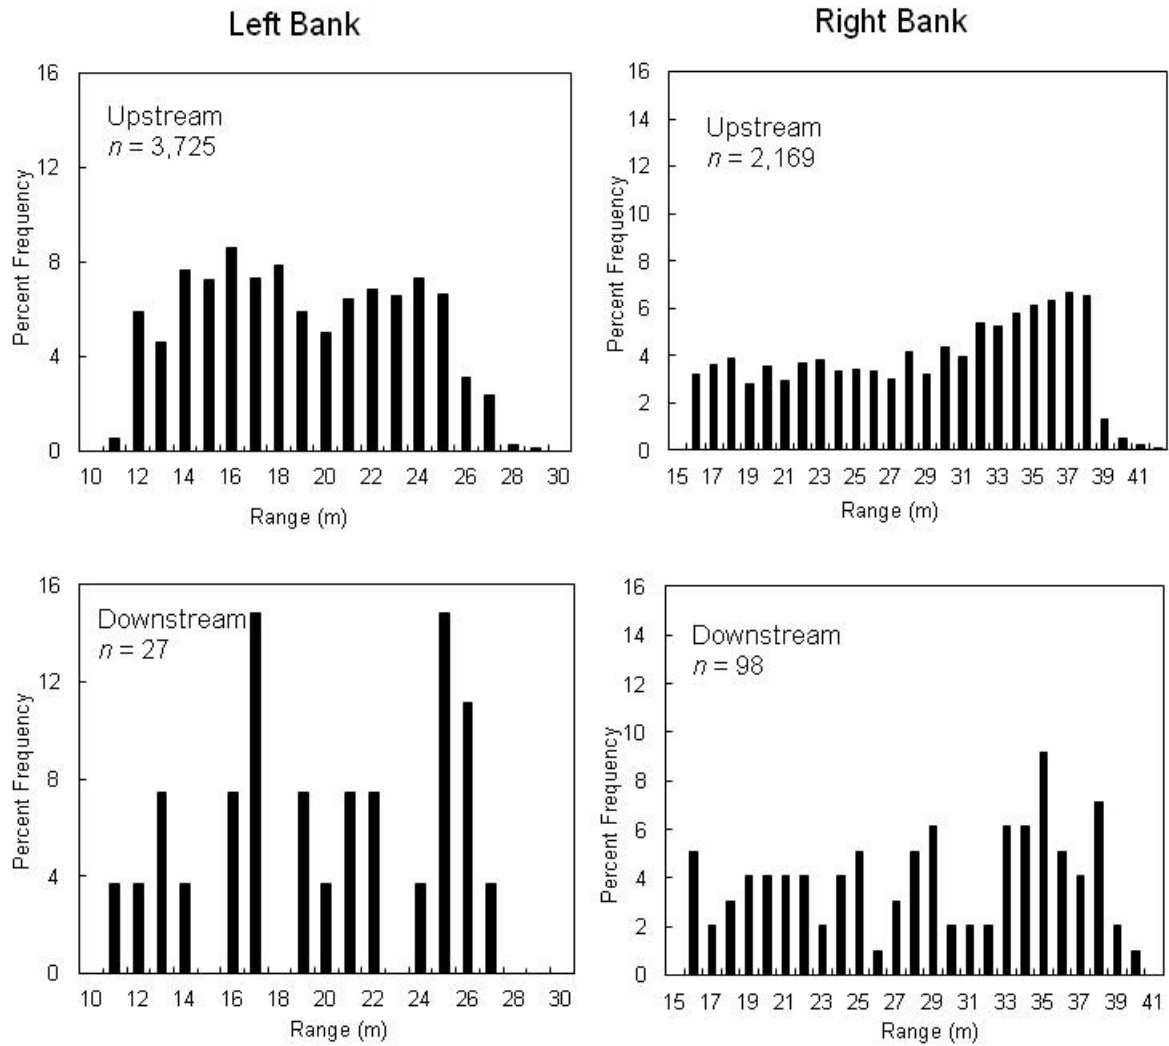 Left Bank
Right Bank
16
12
8
4
0
Percent Frequency
Upstream
n = 3,725
10 12 14 16 18 20 22 24 26 28 30
Range (m)
16
14
12
10
8
6
4
2
0
Percent Frequency
Upstream
n = 2,169
15 17 19 21 23 25 27 29 31 33 35 37 39 41
Range (m)
16
12
8
4
0
Percent Frequency
Downstream
n = 27
10 12 14 16 18 20 22 24 26 28 30
Range (m)
16
14
12
10
8
6
4
2
0
Percent Frequency
Downstream
n = 98
15 17 19 21 23 25 27 29 31 33 35 37 39 41
Range (m)